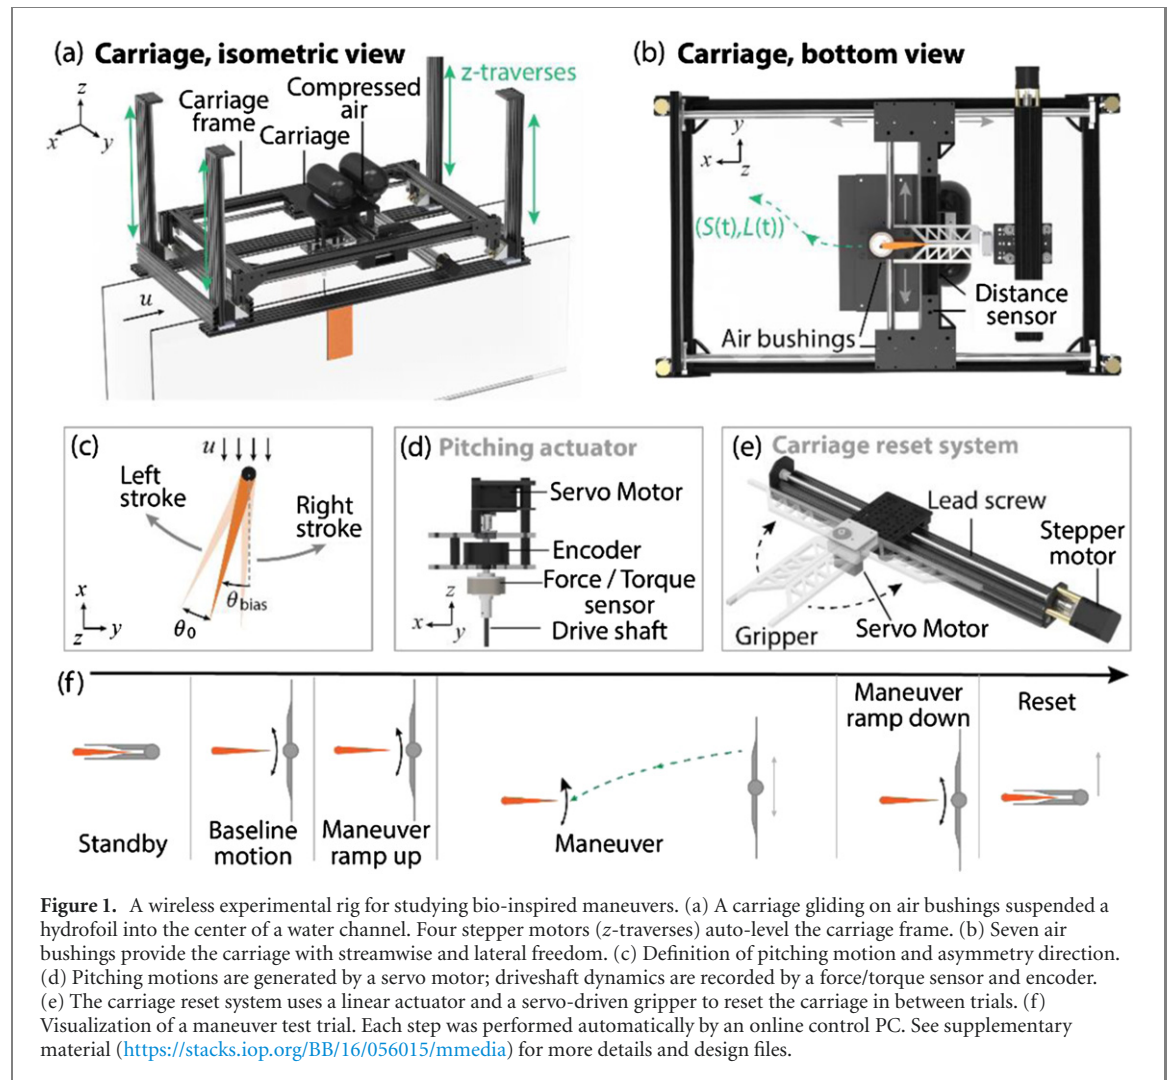 (a) Carriage, isometric view
z-traverses
Compressed
air
Carriage
frame
Carriage
z
x
y
u
(b) Carriage, bottom view
y
x
z
(S(t),L(t))
Distance
sensor
Air bushings
(c)
u
Left
stroke
Right
stroke
θbias
θ0
x
z
y
(d) Pitching actuator
Servo Motor
Encoder
Force / Torque
sensor
Drive shaft
z
x
y
(e) Carriage reset system
Lead screw
Stepper
motor
Servo Motor
Gripper
(f)
Standby
Baseline
motion
Maneuver
ramp up
Maneuver
Maneuver
ramp down
Reset
Figure 1. A wireless experimental rig for studying bio-inspired maneuvers. (a) A carriage gliding on air bushings suspended a
hydrofoil into the center of a water channel. Four stepper motors (z-traverses) auto-level the carriage frame. (b) Seven air
bushings provide the carriage with streamwise and lateral freedom. (c) Definition of pitching motion and asymmetry direction.
(d) Pitching motions are generated by a servo motor; driveshaft dynamics are recorded by a force/torque sensor and encoder.
(e) The carriage reset system uses a linear actuator and a servo-driven gripper to reset the carriage in between trials. (f)
Visualization of a maneuver test trial. Each step was performed automatically by an online control PC. See supplementary
material (https://stacks.iop.org/BB/16/056015/mmedia) for more details and design files.